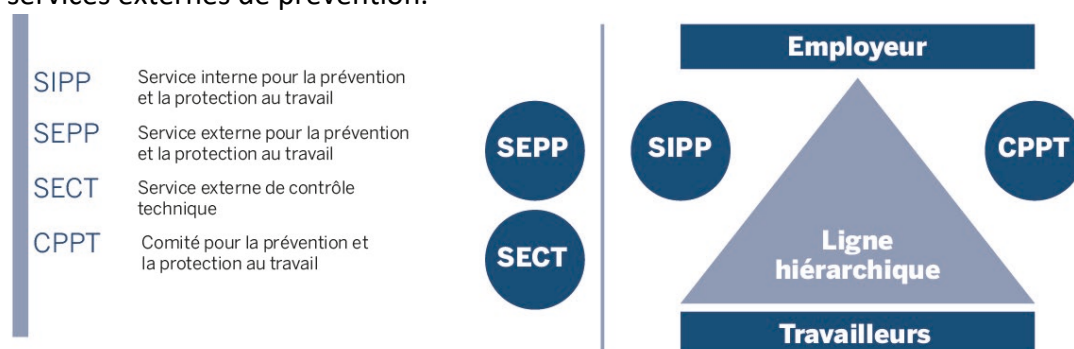 services externes de prévention.
SIPP
Service interne pour la prévention
et la protection au travail
SEPP
Service externe pour la prévention
et la protection au travail
SECT
Service externe de contrôle
technique
CPPT
Comité pour la prévention et
la protection au travail
SEPP
SECT
Employeur
SIPP
CPPT
Ligne
hiérarchique
Travailleurs